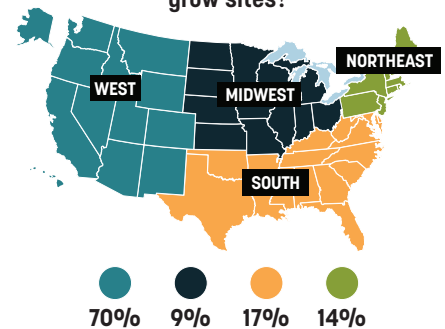 grow sites?
NORTHEAST
WEST
MIDWEST
SOUTH
70% 9% 17% 14%